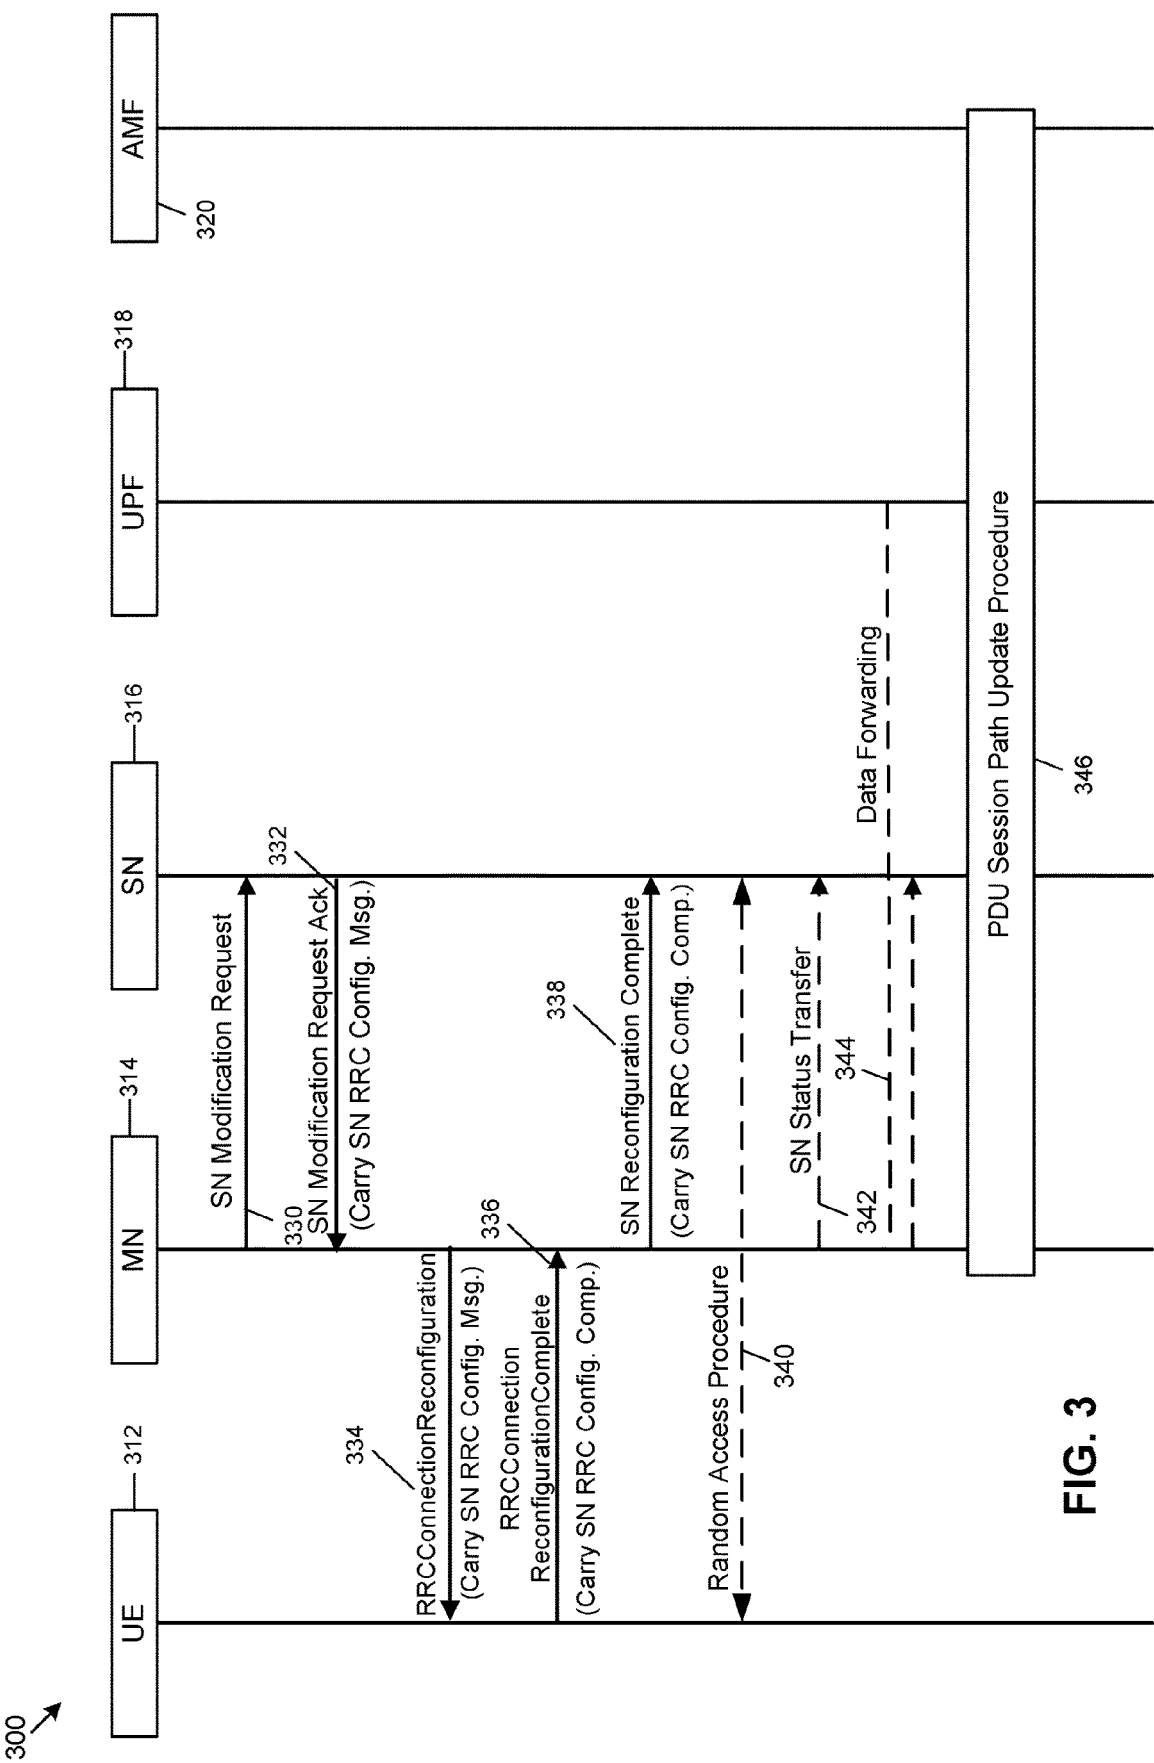 300
UE
312
MN
314
SN
316
UPF
318
AMF
320
SN Modification Request
330
332
SN Modification Request Ack
(Carry SN RRC Config. Msg.)
334
RRCConnectionReconfiguration
(Carry SN RRC Config. Msg.)
336
RRCConnection
ReconfigurationComplete
(Carry SN RRC Config. Comp.)
338
SN Reconfiguration Complete
(Carry SN RRC Config. Comp.)
Random Access Procedure
340
SN Status Transfer
342
344
Data Forwarding
PDU Session Path Update Procedure
346
FIG. 3